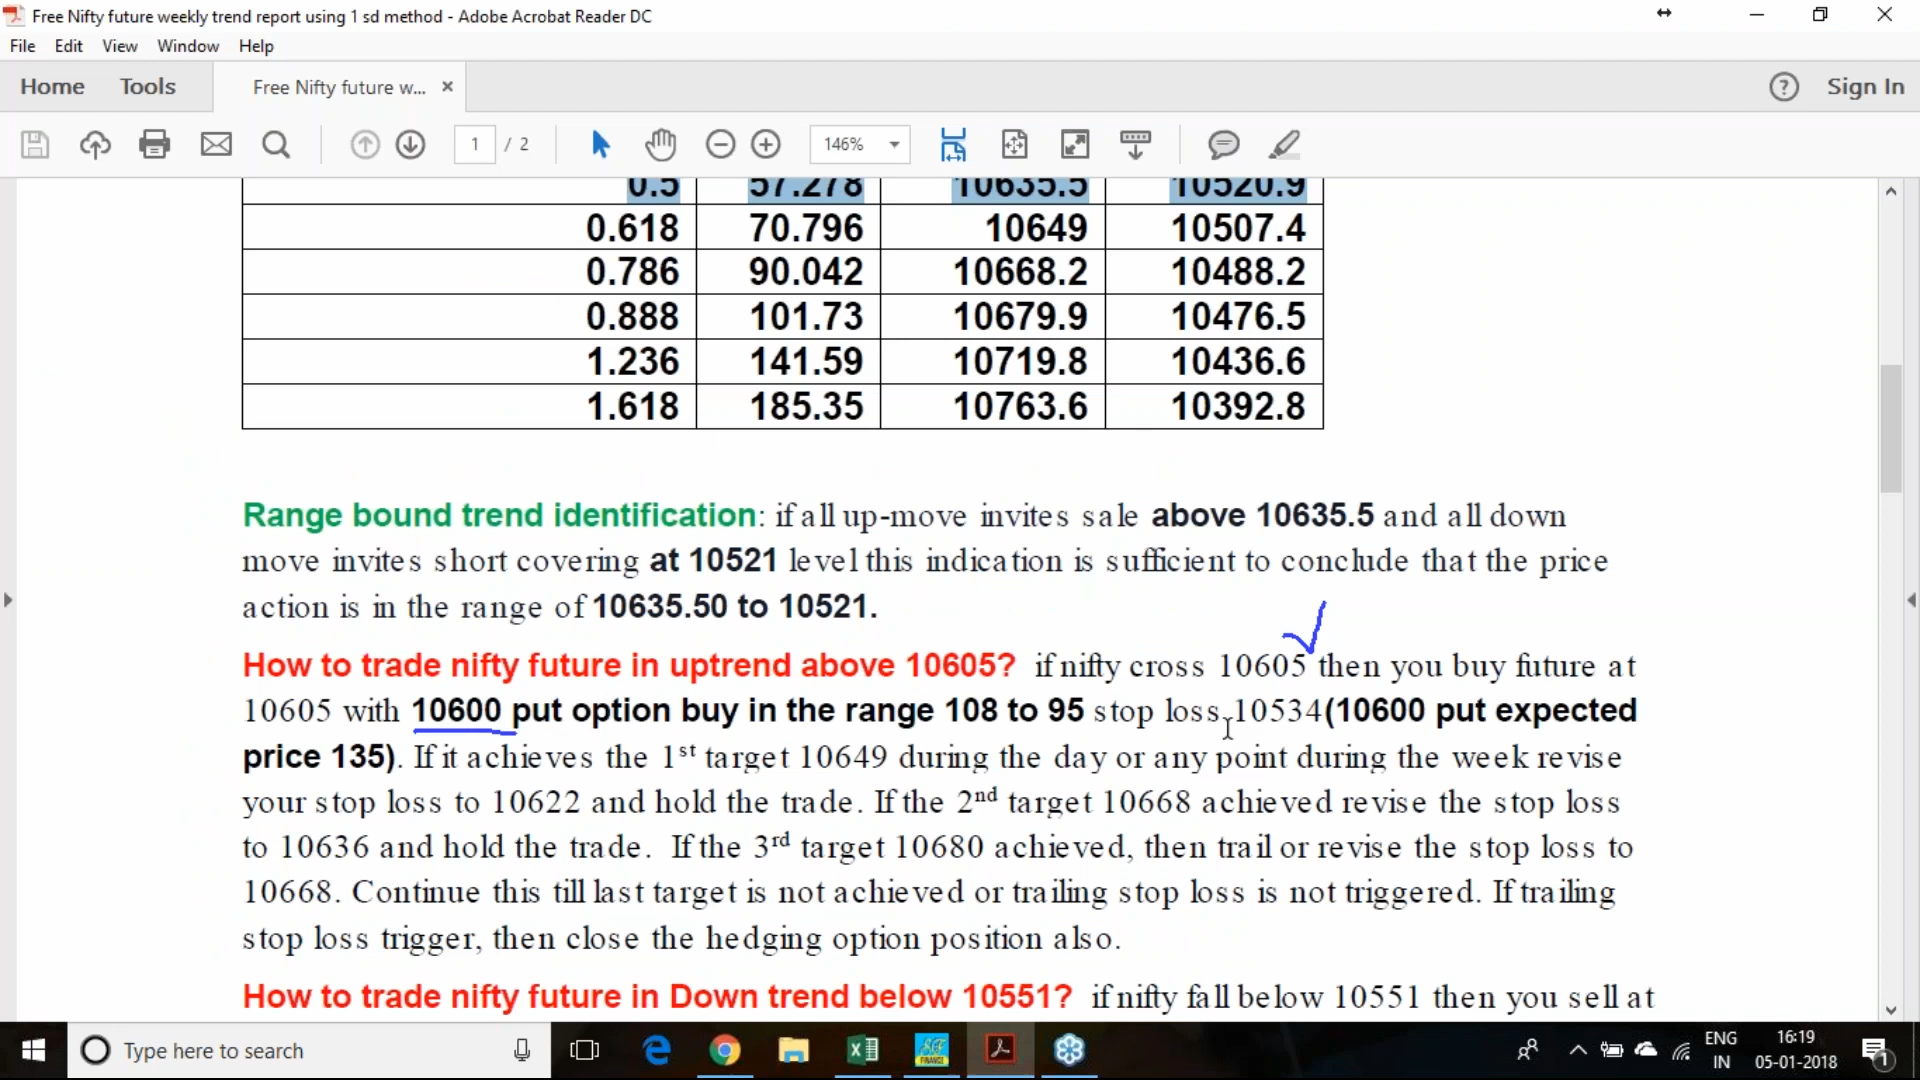 Free Nifty future weekly trend report using 1 sd method - Adobe Acrobat Reader DC
File Edit View Window Help
Home Tools Free Nifty future w... × ? Sign In
1 / 2 146%
0.5 57.278 10635.5 10520.9
0.618 70.796 10649 10507.4
0.786 90.042 10668.2 10488.2
0.888 101.73 10679.9 10476.5
1.236 141.59 10719.8 10436.6
1.618 185.35 10763.6 10392.8
Range bound trend identification: if all up-move invites sale above 10635.5 and all down
move invites short covering at 10521 level this indication is sufficient to conclude that the price
action is in the range of 10635.50 to 10521.
How to trade nifty future in uptrend above 10605? if nifty cross 10605 then you buy future at
10605 with 10600 put option buy in the range 108 to 95 stop loss 10534(10600 put expected
price 135). If it achieves the 1st target 10649 during the day or any point during the week revise
your stop loss to 10622 and hold the trade. If the 2nd target 10668 achieved revise the stop loss
to 10636 and hold the trade. If the 3rd target 10680 achieved, then trail or revise the stop loss to
10668. Continue this till last target is not achieved or trailing stop loss is not triggered. If trailing
stop loss trigger, then close the hedging option position also.
How to trade nifty future in Down trend below 10551? if nifty fall below 10551 then you sell at
Type here to search
FINANCE
ENG
IN
16:19
05-01-2018
1